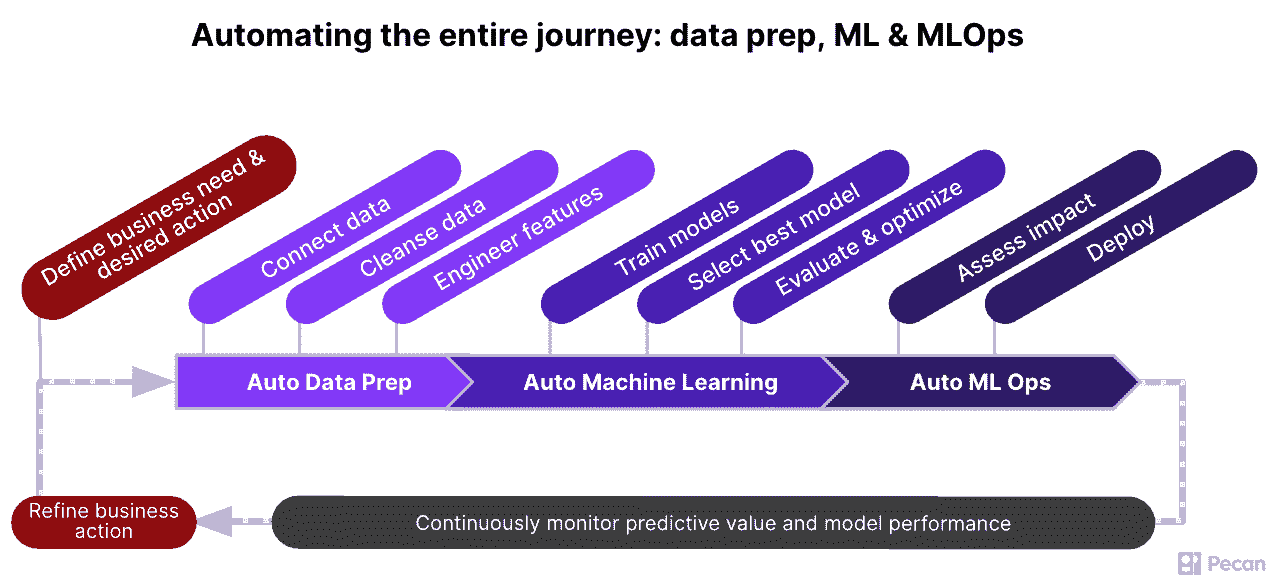 Automating the entire journey: data prep, ML & MLOps
Define business need &
desired action
Connect data
Cleanse data
Engineer features
Train models
Select best model
Evaluate & optimize
Assess impact
Deploy
Auto Data Prep
Auto Machine Learning
Auto ML Ops
Refine business
action
Continuously monitor predictive value and model performance
Pecan